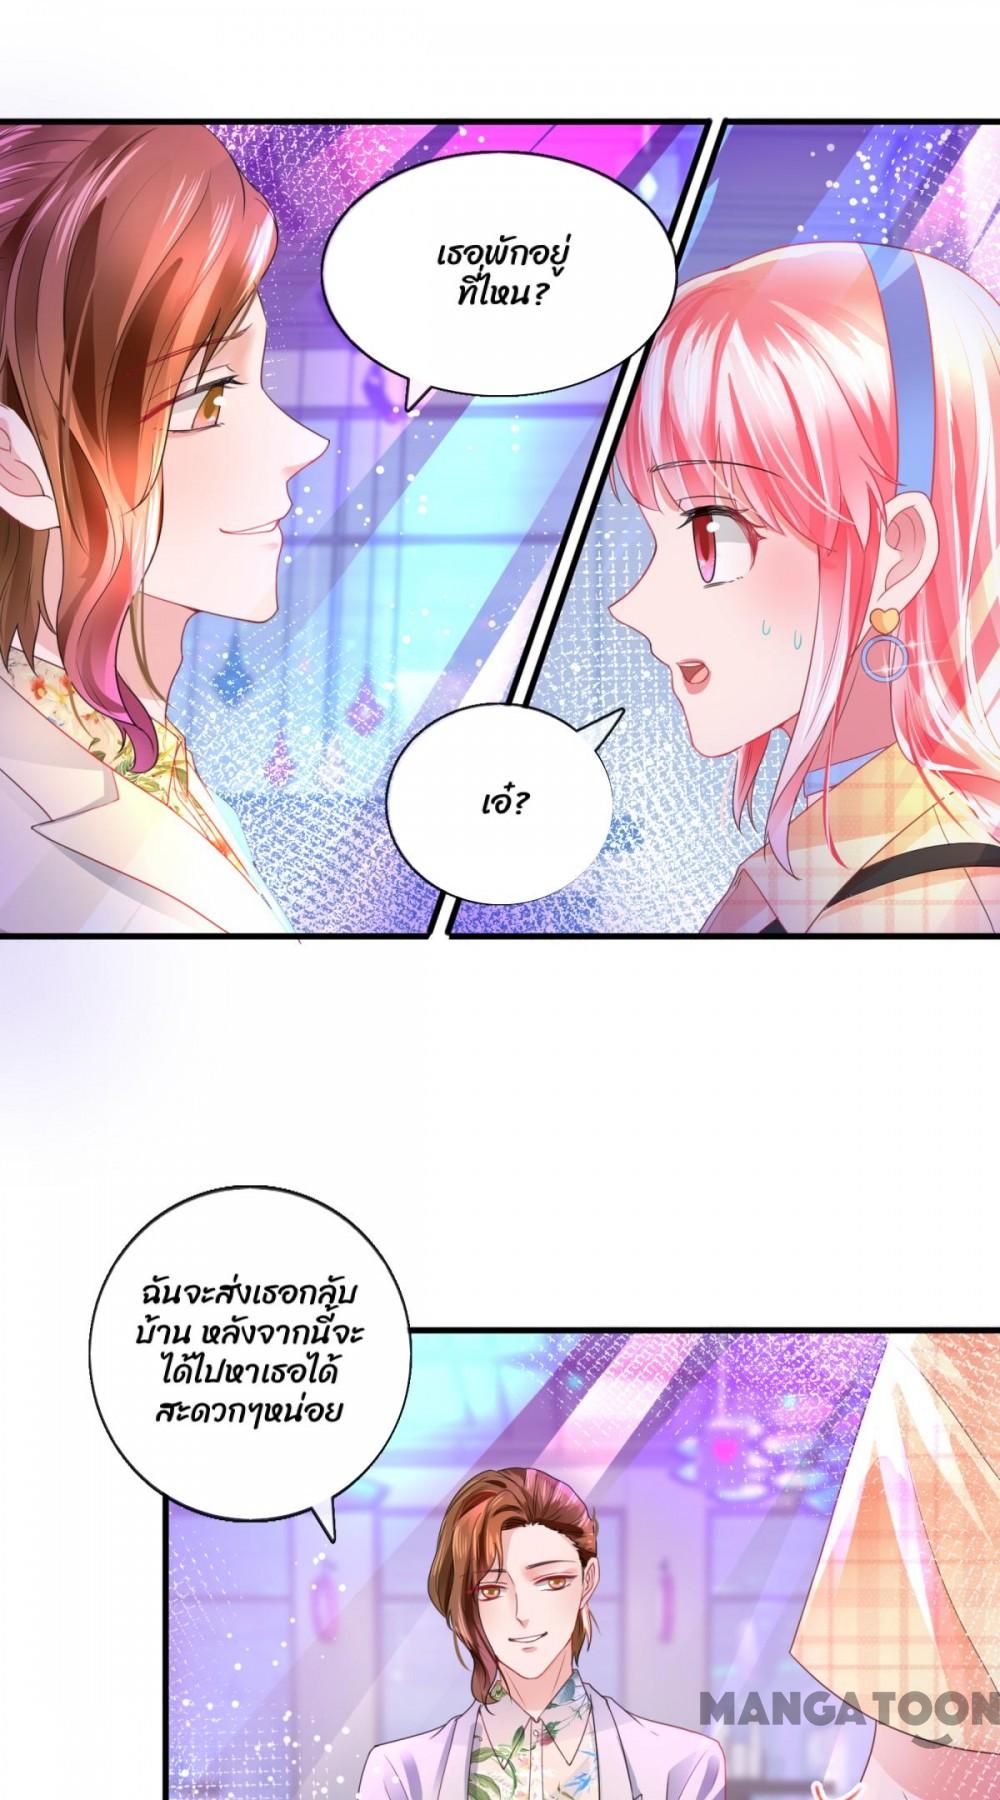 เธอพักอยู่
ที่ไหน?
เอ๋?
ฉันจะส่งเธอกลับ
บ้าน หลังจากนี้จะ
ได้ไปหาเธอได้
สะดวกๆหน่อย
MANGATOON